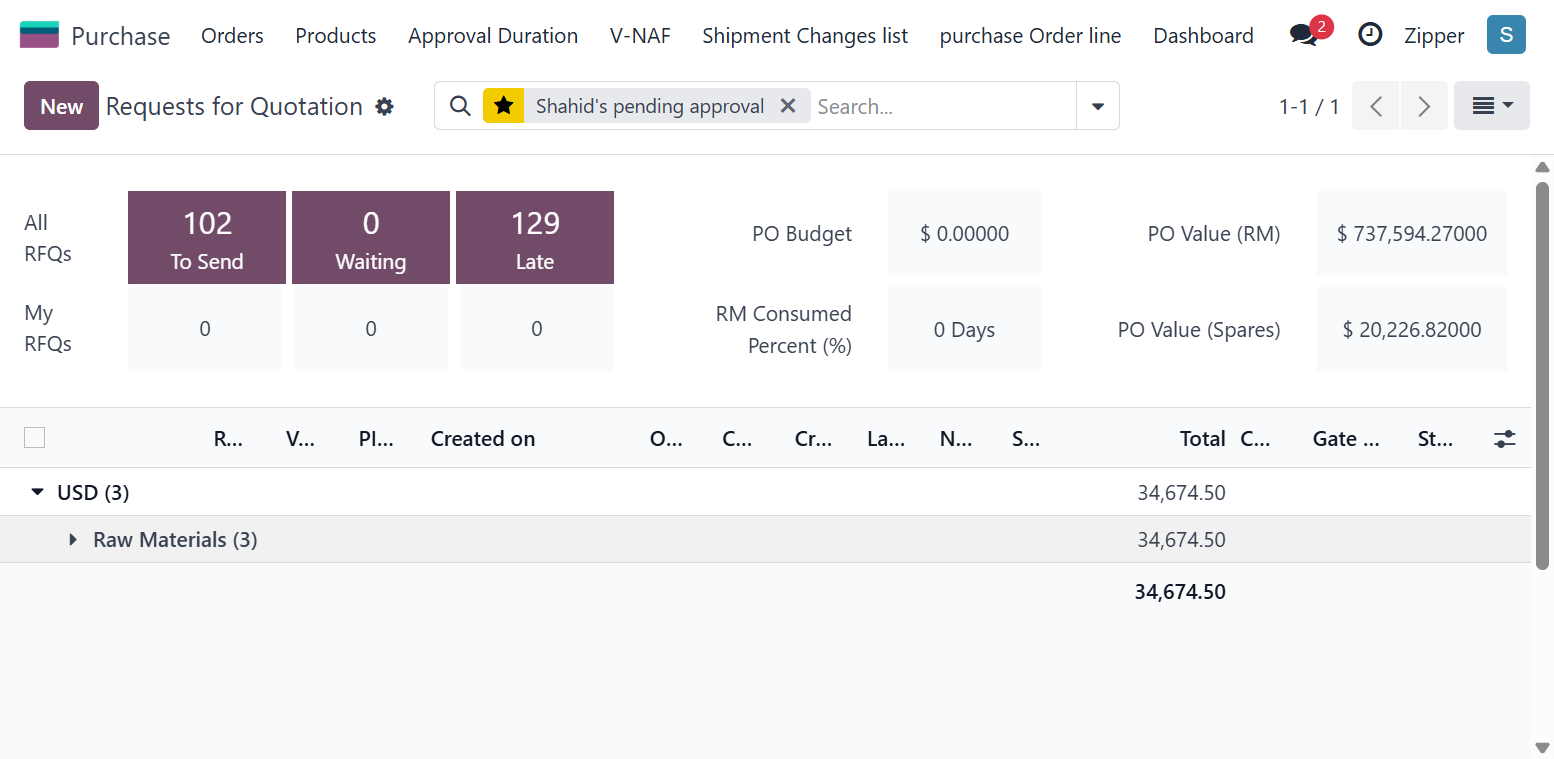 Purchase Orders Products Approval Duration V-NAF Shipment Changes list purchase Order line Dashboard 2 Zipper S
New Requests for Quotation Shahid's pending approval Search... 1-1 / 1
All RFQs
102 To Send
0 Waiting
129 Late
PO Budget $ 0.00000
PO Value (RM) $ 737,594.27000
My RFQs
0 0 0
RM Consumed Percent (%) 0 Days
PO Value (Spares) $ 20,226.82000
R... V... Pl... Created on O... C... Cr... La... N... S... Total C... Gate ... St...
USD (3) 34,674.50
Raw Materials (3) 34,674.50
34,674.50